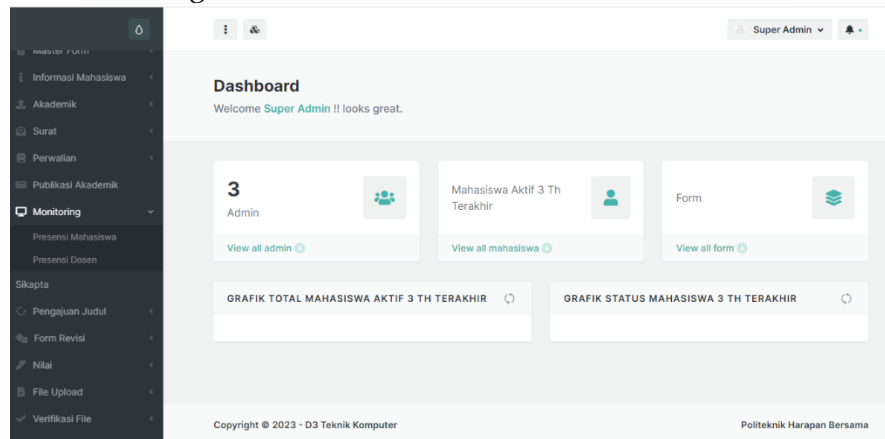 Super Admin
Master Form
Informasi Mahasiswa
Akademik
Surat
Perwalian
Publikasi Akademik
Monitoring
Presensi Mahasiswa
Presensi Dosen
Sikapta
Pengajuan Judul
Form Revisi
Nilai
File Upload
Verifikasi File
Dashboard
Welcome Super Admin !! looks great.
3
Admin
View all admin
Mahasiswa Aktif 3 Th
Terakhir
View all mahasiswa
Form
View all form
GRAFIK TOTAL MAHASISWA AKTIF 3 TH TERAKHIR
GRAFIK STATUS MAHASISWA 3 TH TERAKHIR
Copyright © 2023 - D3 Teknik Komputer
Politeknik Harapan Bersama